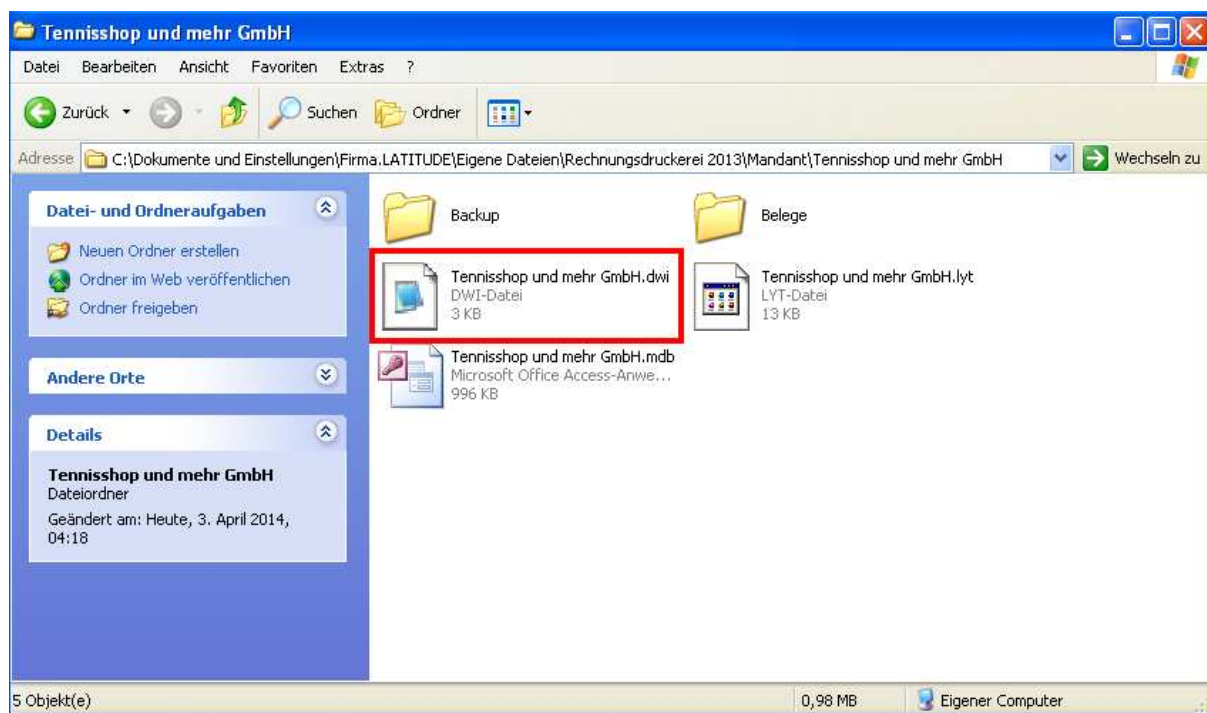 Tennisshop und mehr GmbH
Datei Bearbeiten Ansicht Favoriten Extras ?
Zurück Suchen Ordner
Adresse C:\Dokumente und Einstellungen\Firma.LATITUDE\Eigene Dateien\Rechnungsdruckerei 2013\Mandant\Tennisshop und mehr GmbH Wechseln zu
Datei- und Ordneraufgaben
Neuen Ordner erstellen
Ordner im Web veröffentlichen
Ordner freigeben
Andere Orte
Details
Tennisshop und mehr GmbH
Dateiordner
Geändert am: Heute, 3. April 2014,
04:18
Backup
Belege
Tennisshop und mehr GmbH.dwi
DWI-Datei
3 KB
Tennisshop und mehr GmbH.lyt
LYT-Datei
13 KB
Tennisshop und mehr GmbH.mdb
Microsoft Office Access-Anwe...
996 KB
5 Objekt(e) 0,98 MB Eigener Computer